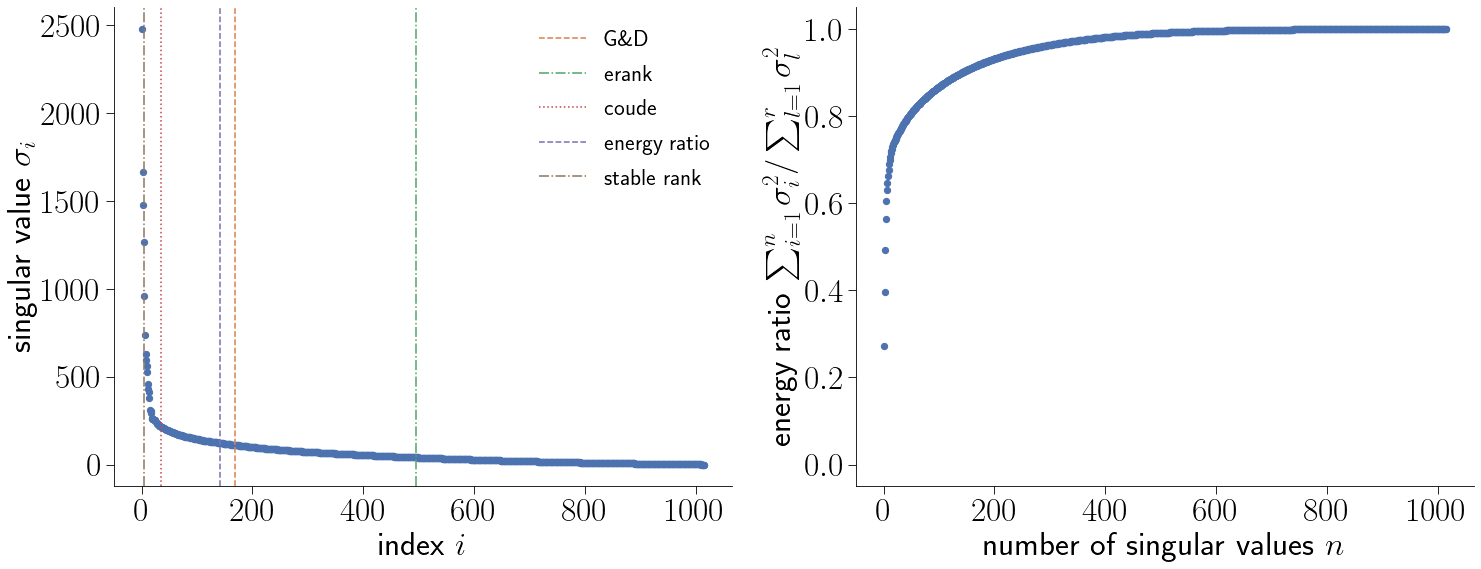 2500
2000
1500
1000
500
0
singular value σ_i
0 200 400 600 800 1000
index i
G&D
erank
coude
energy ratio
stable rank
1.0
0.8
0.6
0.4
0.2
0.0
energy ratio ∑_{i=1}^{n} σ_i^2 / ∑_{l=1}^{r} σ_l^2
0 200 400 600 800 1000
number of singular values n